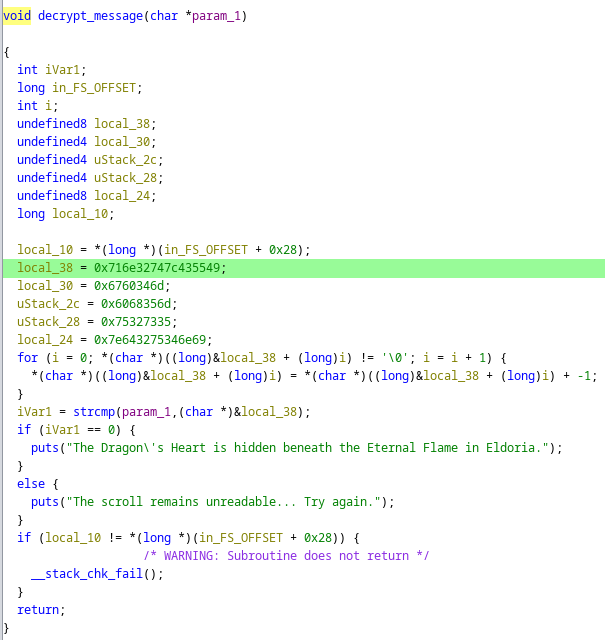 void decrypt_message(char *param_1)
{
int iVar1;
long in_FS_OFFSET;
int i;
undefined8 local_38;
undefined4 local_30;
undefined4 uStack_2c;
undefined4 uStack_28;
undefined8 local_24;
long local_10;
local_10 = *(long *)(in_FS_OFFSET + 0x28);
local_38 = 0x716e32747c435549;
local_30 = 0x6760346d;
uStack_2c = 0x6068356d;
uStack_28 = 0x75327335;
local_24 = 0x7e643275346e69;
for (i = 0; *(char *)((long)&local_38 + (long)i) != '\0'; i = i + 1) {
*(char *)((long)&local_38 + (long)i) = *(char *)((long)&local_38 + (long)i) + -1;
}
iVar1 = strcmp(param_1,(char *)&local_38);
if (iVar1 == 0) {
puts("The Dragon\'s Heart is hidden beneath the Eternal Flame in Eldoria.");
}
else {
puts("The scroll remains unreadable... Try again.");
}
if (local_10 != *(long *)(in_FS_OFFSET + 0x28)) {
/* WARNING: Subroutine does not return */
__stack_chk_fail();
}
return;
}